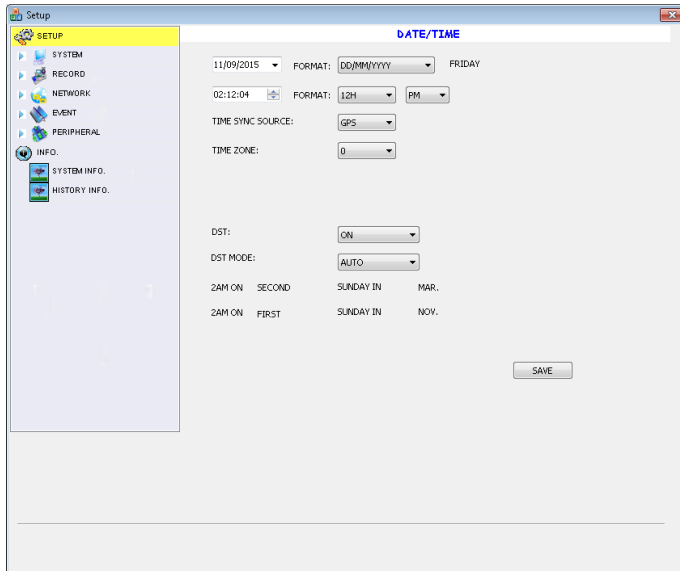 Setup
SETUP
SYSTEM
RECORD
NETWORK
EVENT
PERIPHERAL
INFO.
SYSTEM INFO.
HISTORY INFO.
DATE/TIME
11/09/2015 FORMAT: DD/MM/YYYY FRIDAY
02:12:04 FORMAT: 12H PM
TIME SYNC SOURCE: GPS
TIME ZONE: 0
DST: ON
DST MODE: AUTO
2AM ON SECOND SUNDAY IN MAR.
2AM ON FIRST SUNDAY IN NOV.
SAVE